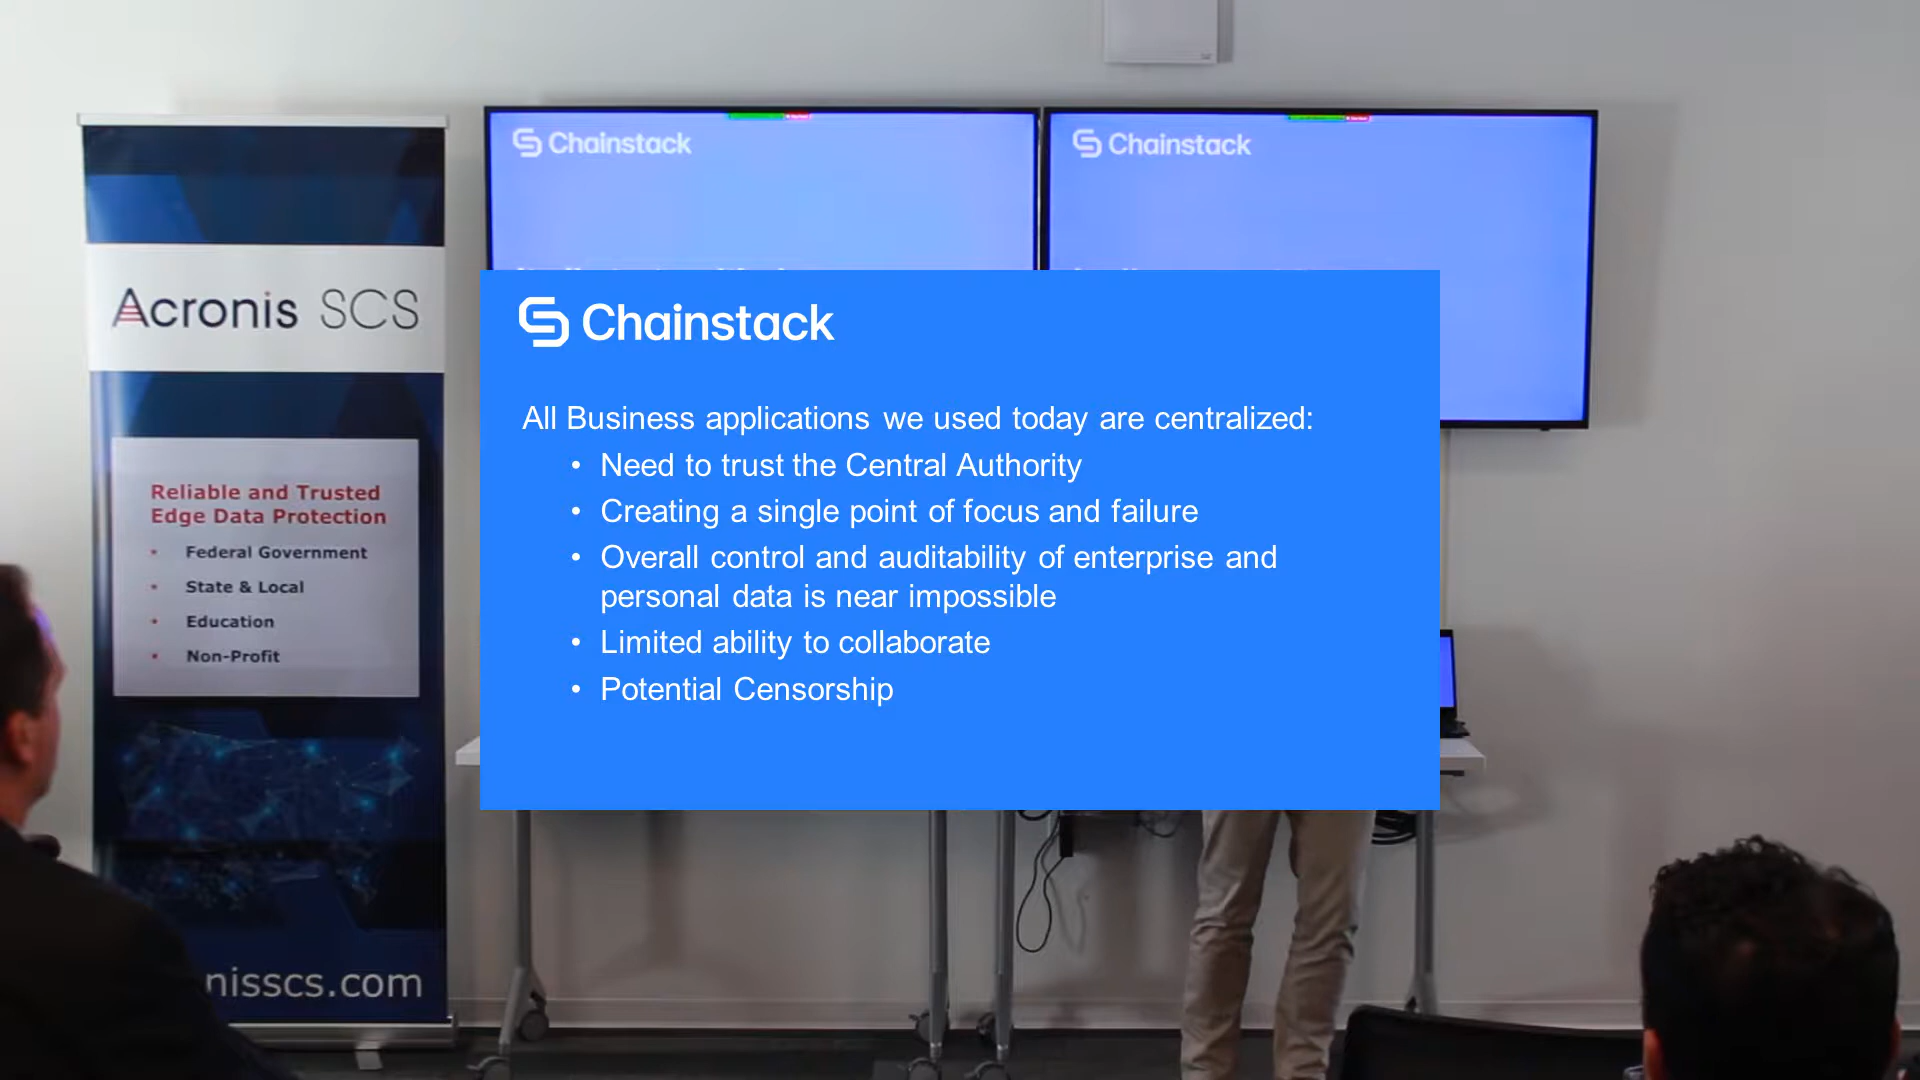 Chainstack
Chainstack
Acronis SCS
Reliable and Trusted
Edge Data Protection
• Federal Government
• State & Local
• Education
• Non-Profit
nisscs.com
Chainstack
All Business applications we used today are centralized:
• Need to trust the Central Authority
• Creating a single point of focus and failure
• Overall control and auditability of enterprise and
personal data is near impossible
• Limited ability to collaborate
• Potential Censorship